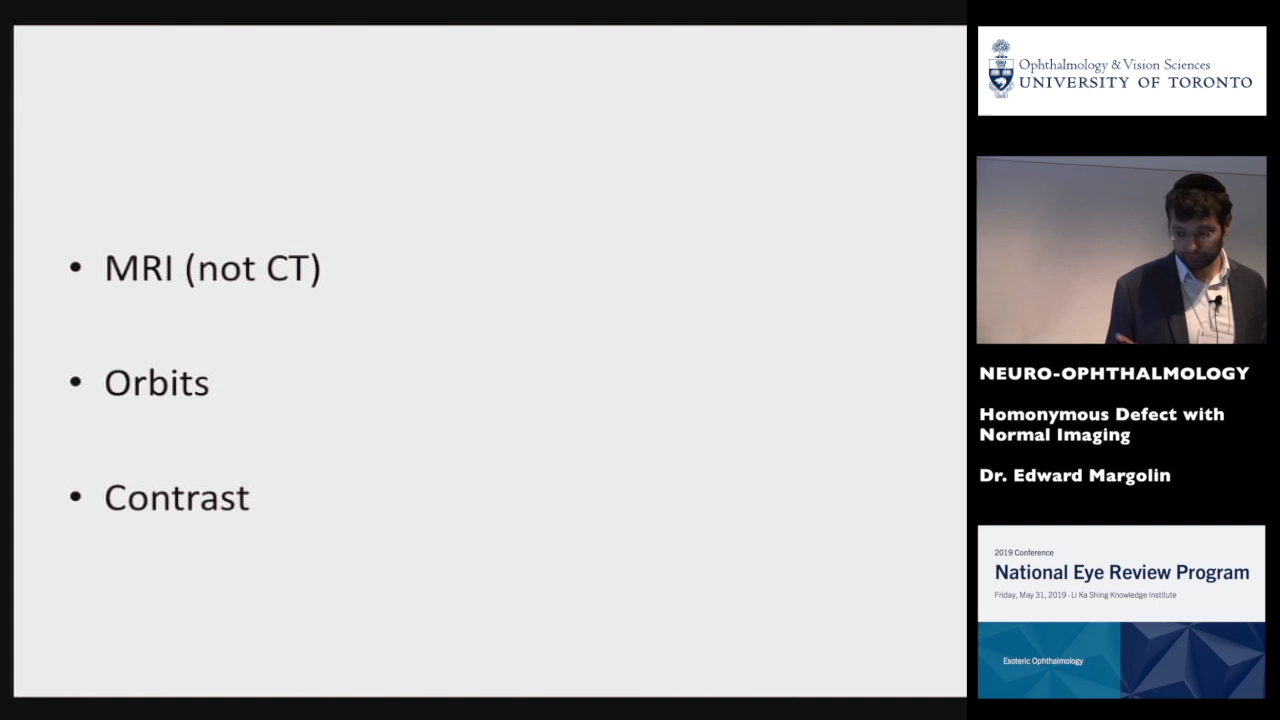 • MRI (not CT)
• Orbits
• Contrast
Ophthalmology & Vision Sciences
UNIVERSITY OF TORONTO
NEURO-OPHTHALMOLOGY
Homonymous Defect with
Normal Imaging
Dr. Edward Margolin
2019 Conference
National Eye Review Program
Friday, May 31, 2019 - Li Ka Shing Knowledge Institute
Esoteric Ophthalmology